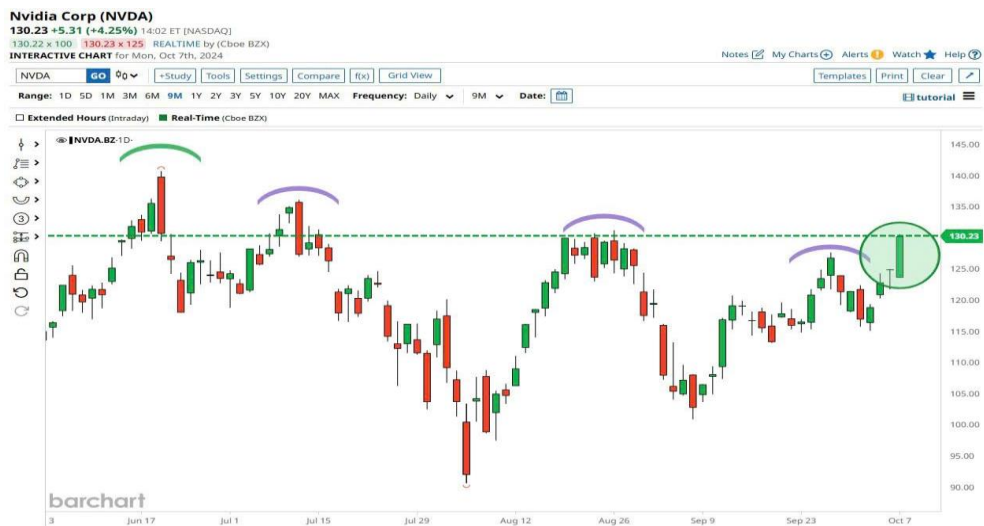 Nvidia Corp (NVDA)
130.23 +5.31 (+4.25%) 14:02 ET [NASDAQ]
130.22 x 100 130.23 x 125 REALTIME by (Cboe BZX)
INTERACTIVE CHART for Mon, Oct 7th, 2024
Notes My Charts Alerts Watch Help
NVDA GO +Study Tools Settings Compare f(x) Grid View Templates Print Clear
Range: 1D 5D 1M 3M 6M 9M 1Y 2Y 3Y 5Y 10Y 20Y MAX Frequency: Daily 9M Date: tutorial
Extended Hours (Intraday) Real-Time (Cboe BZX)
NVDA.BZ·1D·
145.00
140.00
135.00
130.23
125.00
120.00
115.00
110.00
105.00
100.00
95.00
90.00
barchart
3 Jun 17 Jul 1 Jul 15 Jul 29 Aug 12 Aug 26 Sep 9 Sep 23 Oct 7